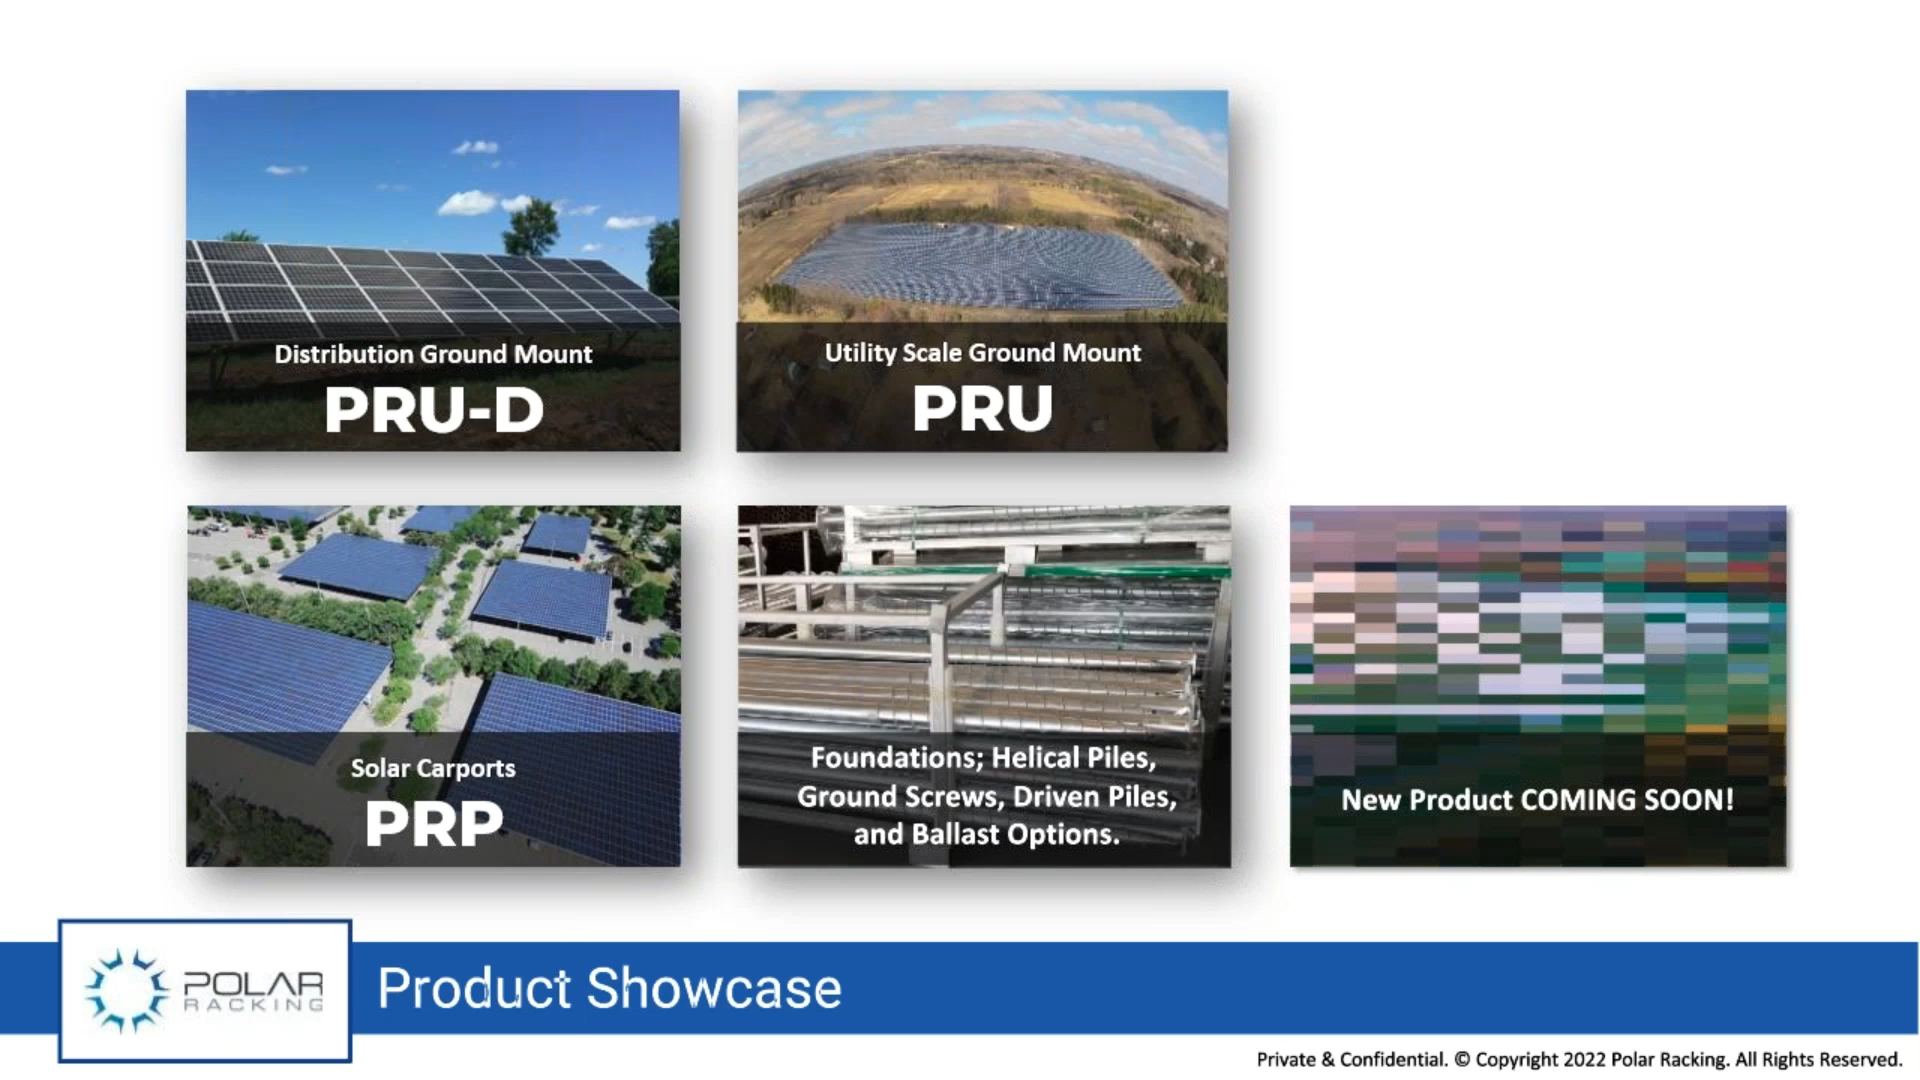 Distribution Ground Mount
PRU-D
Utility Scale Ground Mount
PRU
Solar Carports
PRP
Foundations; Helical Piles,
Ground Screws, Driven Piles,
and Ballast Options.
New Product COMING SOON!
POLAR
RACKING
Product Showcase
Private & Confidential. © Copyright 2022 Polar Racking. All Rights Reserved.